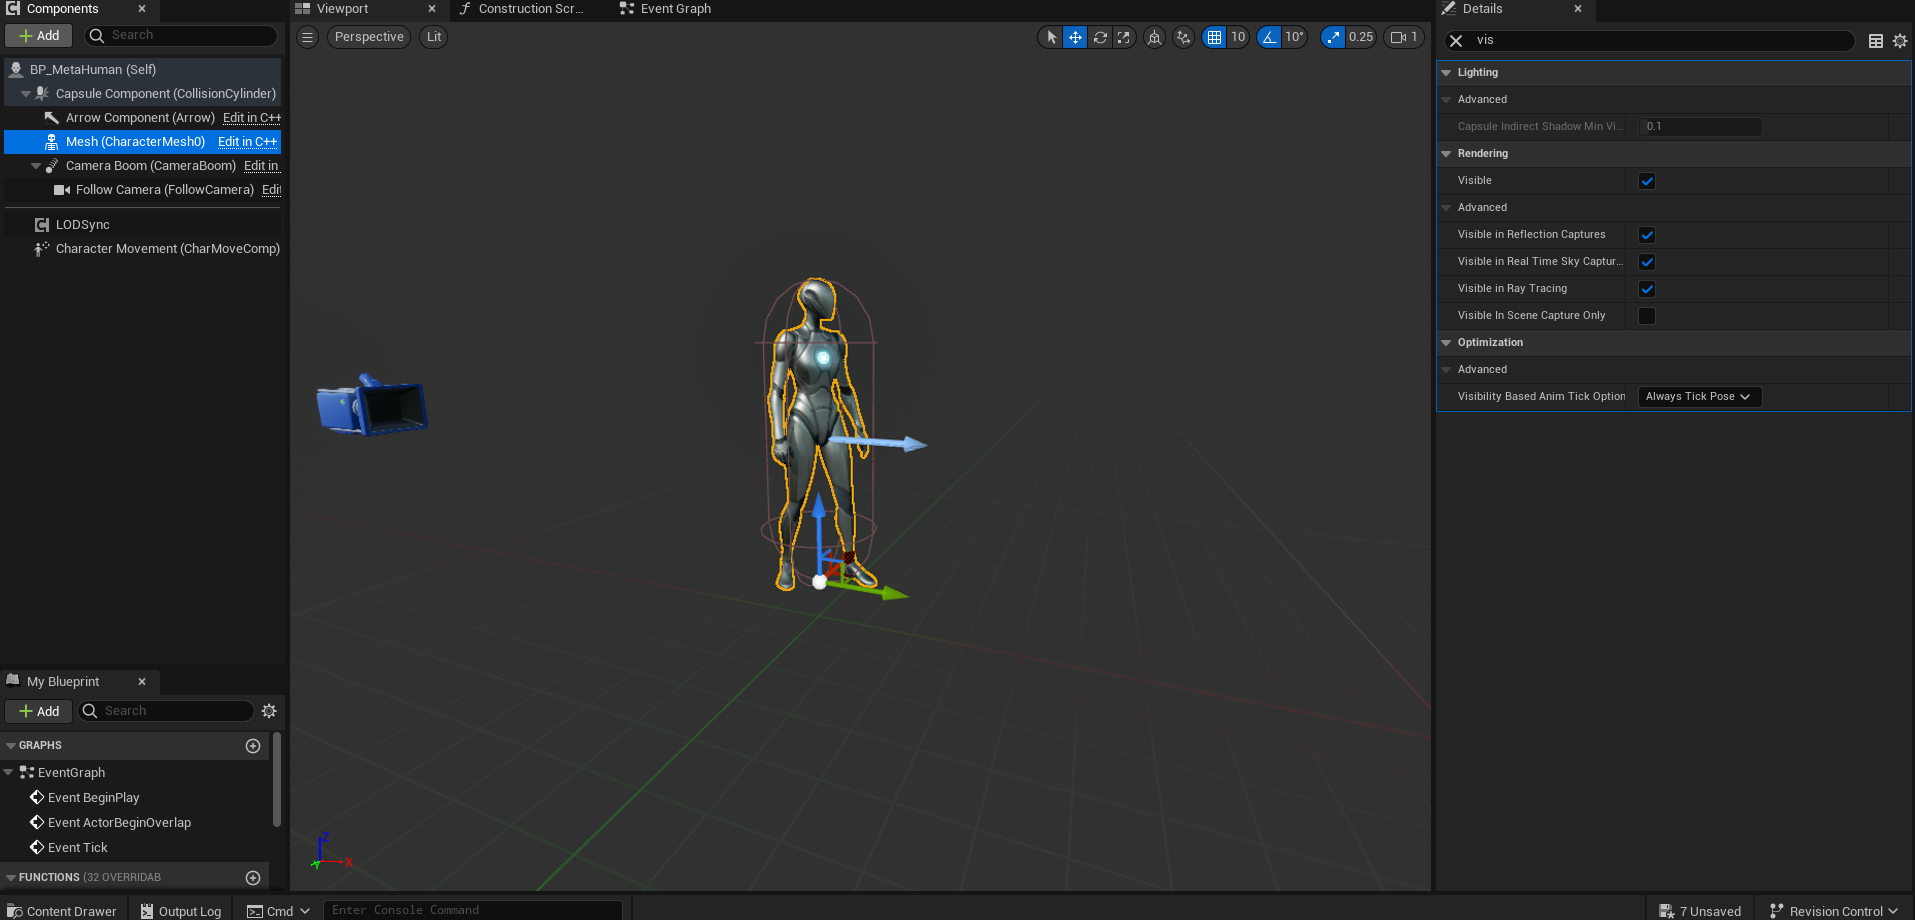 Components
Add
Search
BP_MetaHuman (Self)
Capsule Component (CollisionCylinder)
Arrow Component (Arrow) Edit in C++
Mesh (CharacterMesh0) Edit in C++
Camera Boom (CameraBoom) Edit in
Follow Camera (FollowCamera) Edit
LODSync
Character Movement (CharMoveComp)
My Blueprint
Add
Search
GRAPHS
EventGraph
Event BeginPlay
Event ActorBeginOverlap
Event Tick
FUNCTIONS (32 OVERRIDAB
Viewport
Construction Scr...
Event Graph
Perspective
Lit
10
10°
0.25
1
Z
X
Y
Details
vis
Lighting
Advanced
Capsule Indirect Shadow Min Vi... 0.1
Rendering
Visible
Advanced
Visible in Reflection Captures
Visible in Real Time Sky Captur...
Visible in Ray Tracing
Visible In Scene Capture Only
Optimization
Advanced
Visibility Based Anim Tick Option Always Tick Pose
Content Drawer
Output Log
Cmd
Enter Console Command
7 Unsaved
Revision Control